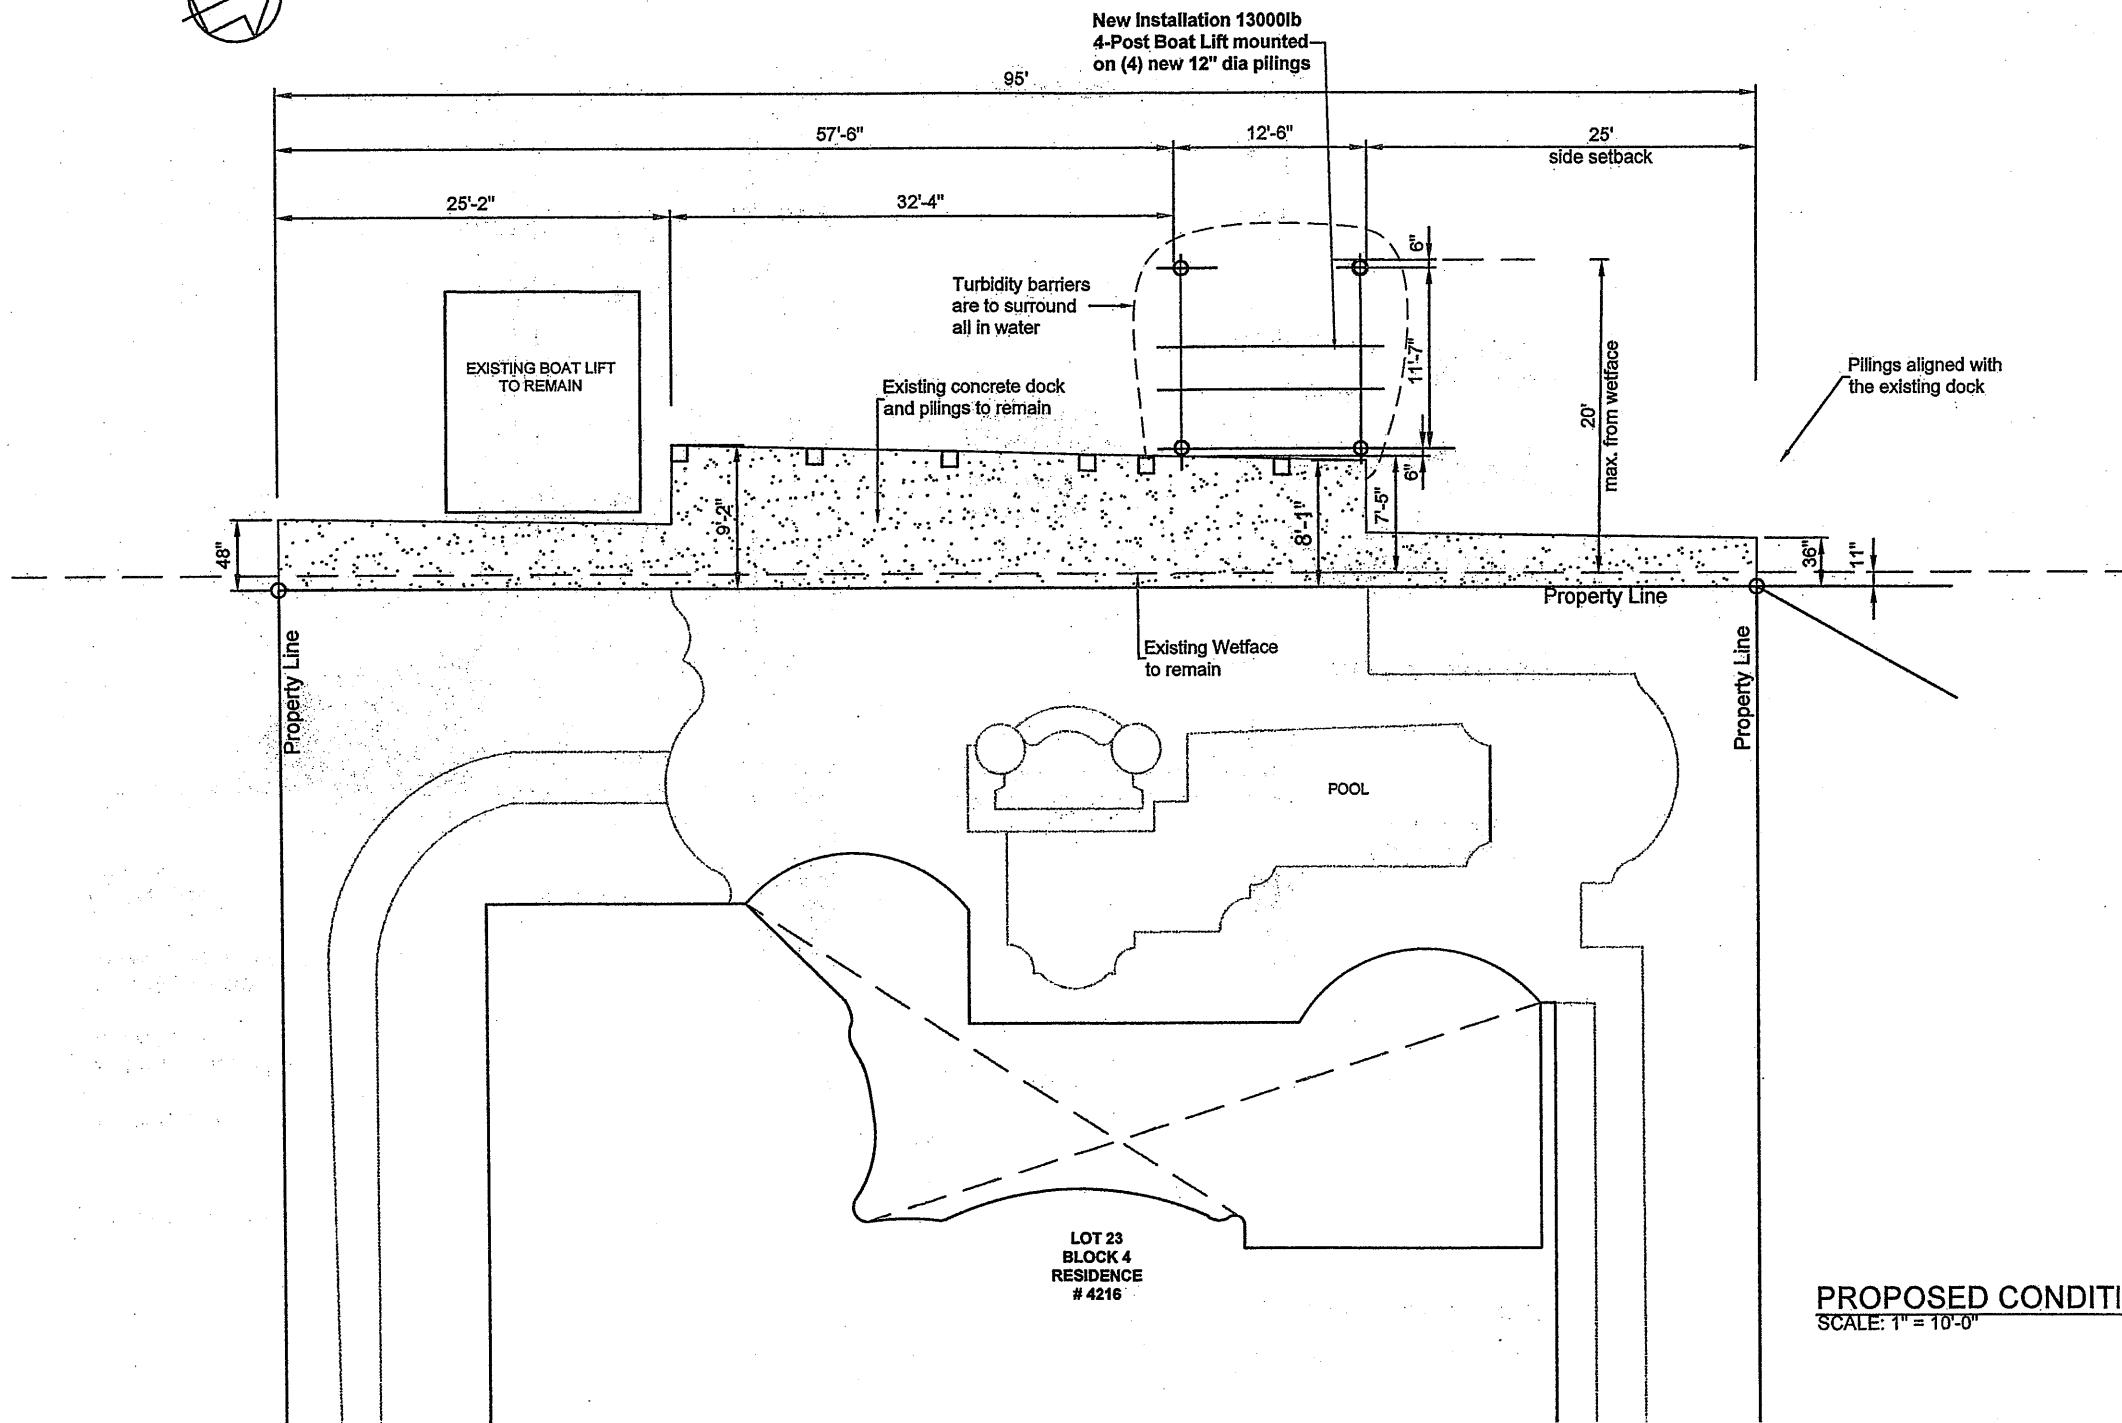 New Installation 13000lb
4-Post Boat Lift mounted
on (4) new 12" dia pilings
95'
57'-6"
12'-6"
25'
side setback
25'-2"
32'-4"
6"
Turbidity barriers
are to surround
all in water
11'-7"
20'
max. from wetface
EXISTING BOAT LIFT
TO REMAIN
Existing concrete dock
and pilings to remain
Pilings aligned with
the existing dock
6"
9'-2"
8'-1"
7'-5"
48"
36"
11"
Property Line
Property Line
Property Line
Existing Wetface
to remain
POOL
LOT 23
BLOCK 4
RESIDENCE
# 4216
PROPOSED CONDITI
SCALE: 1" = 10'-0"